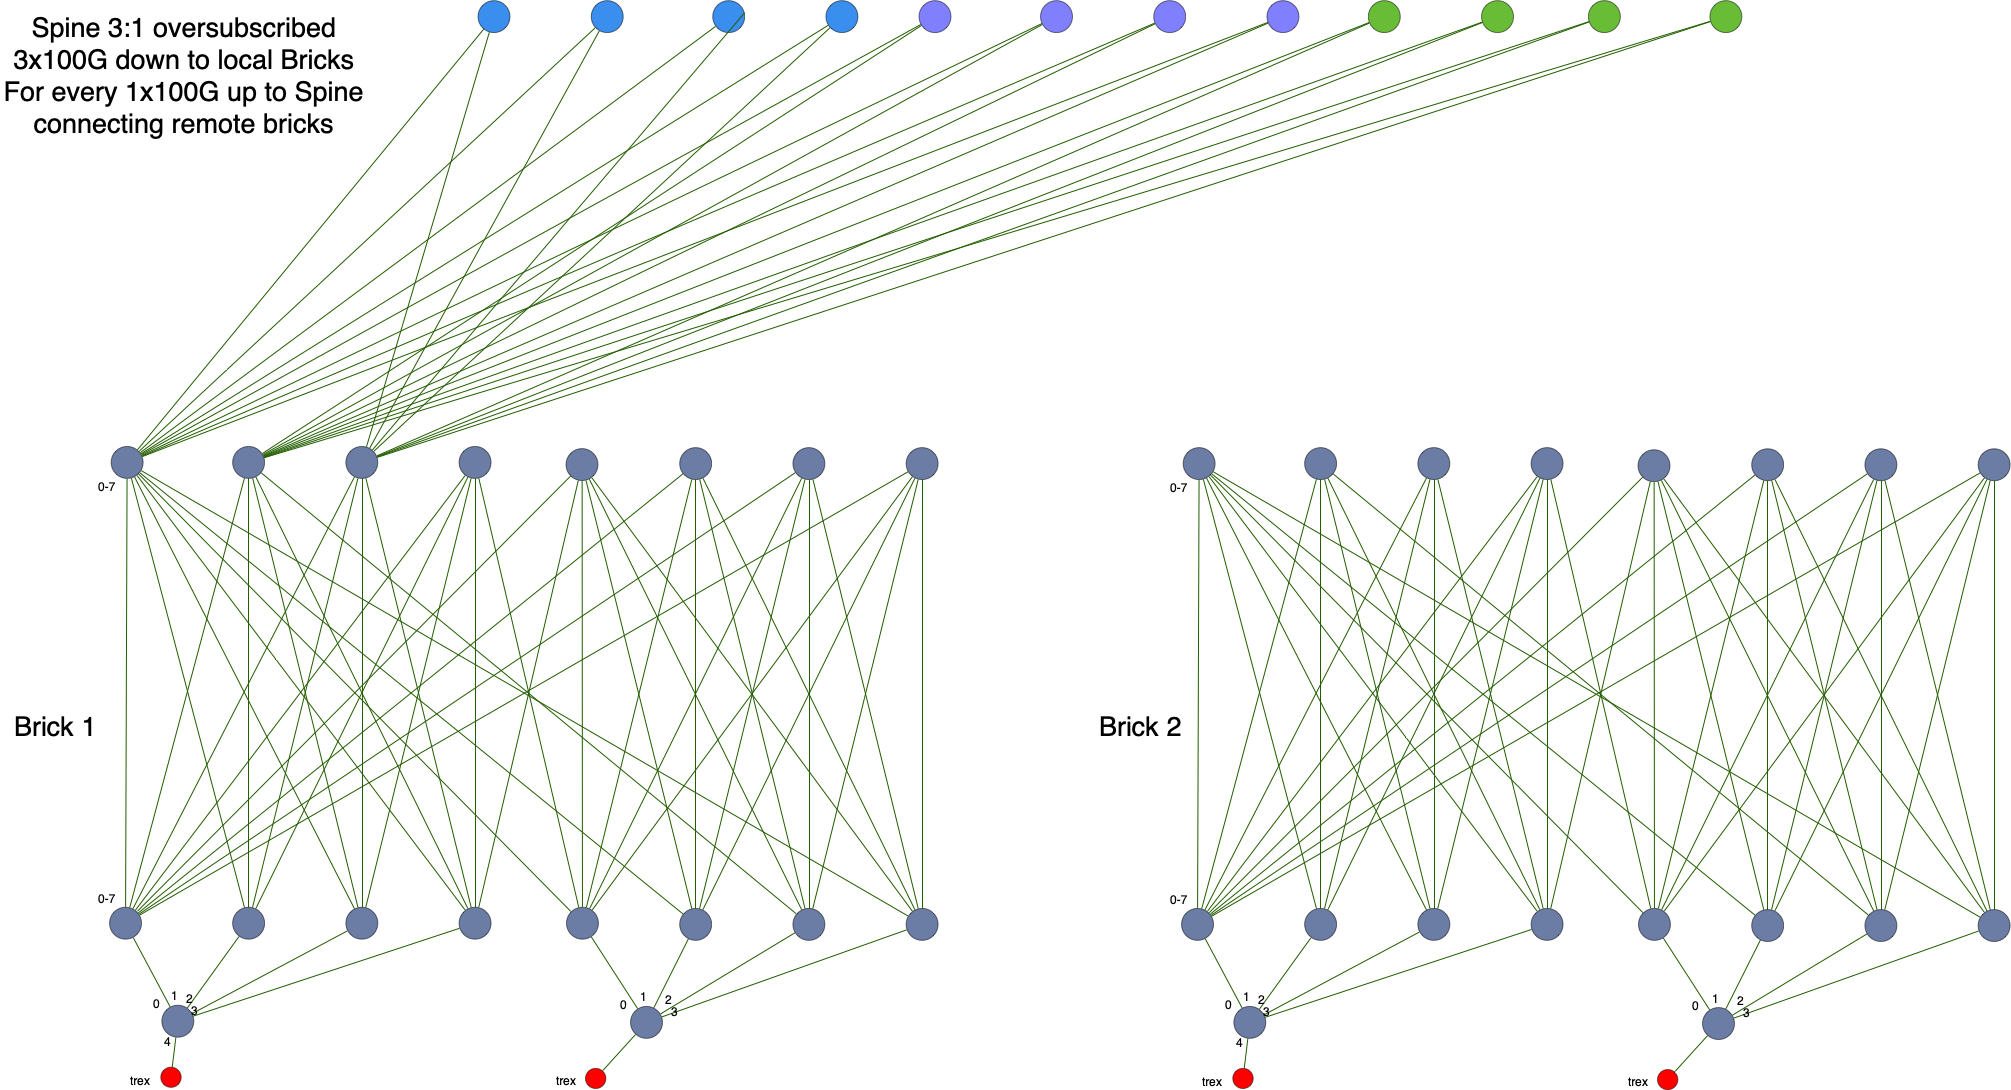 Spine 3:1 oversubscribed
3x100G down to local Bricks
For every 1x100G up to Spine
connecting remote bricks
0-7
0-7
Brick 1
Brick 2
0-7
0-7
0 1 2 3
0 1 2 3
0 1 2 3
0 1 2 3
4
4
trex
trex
trex
trex